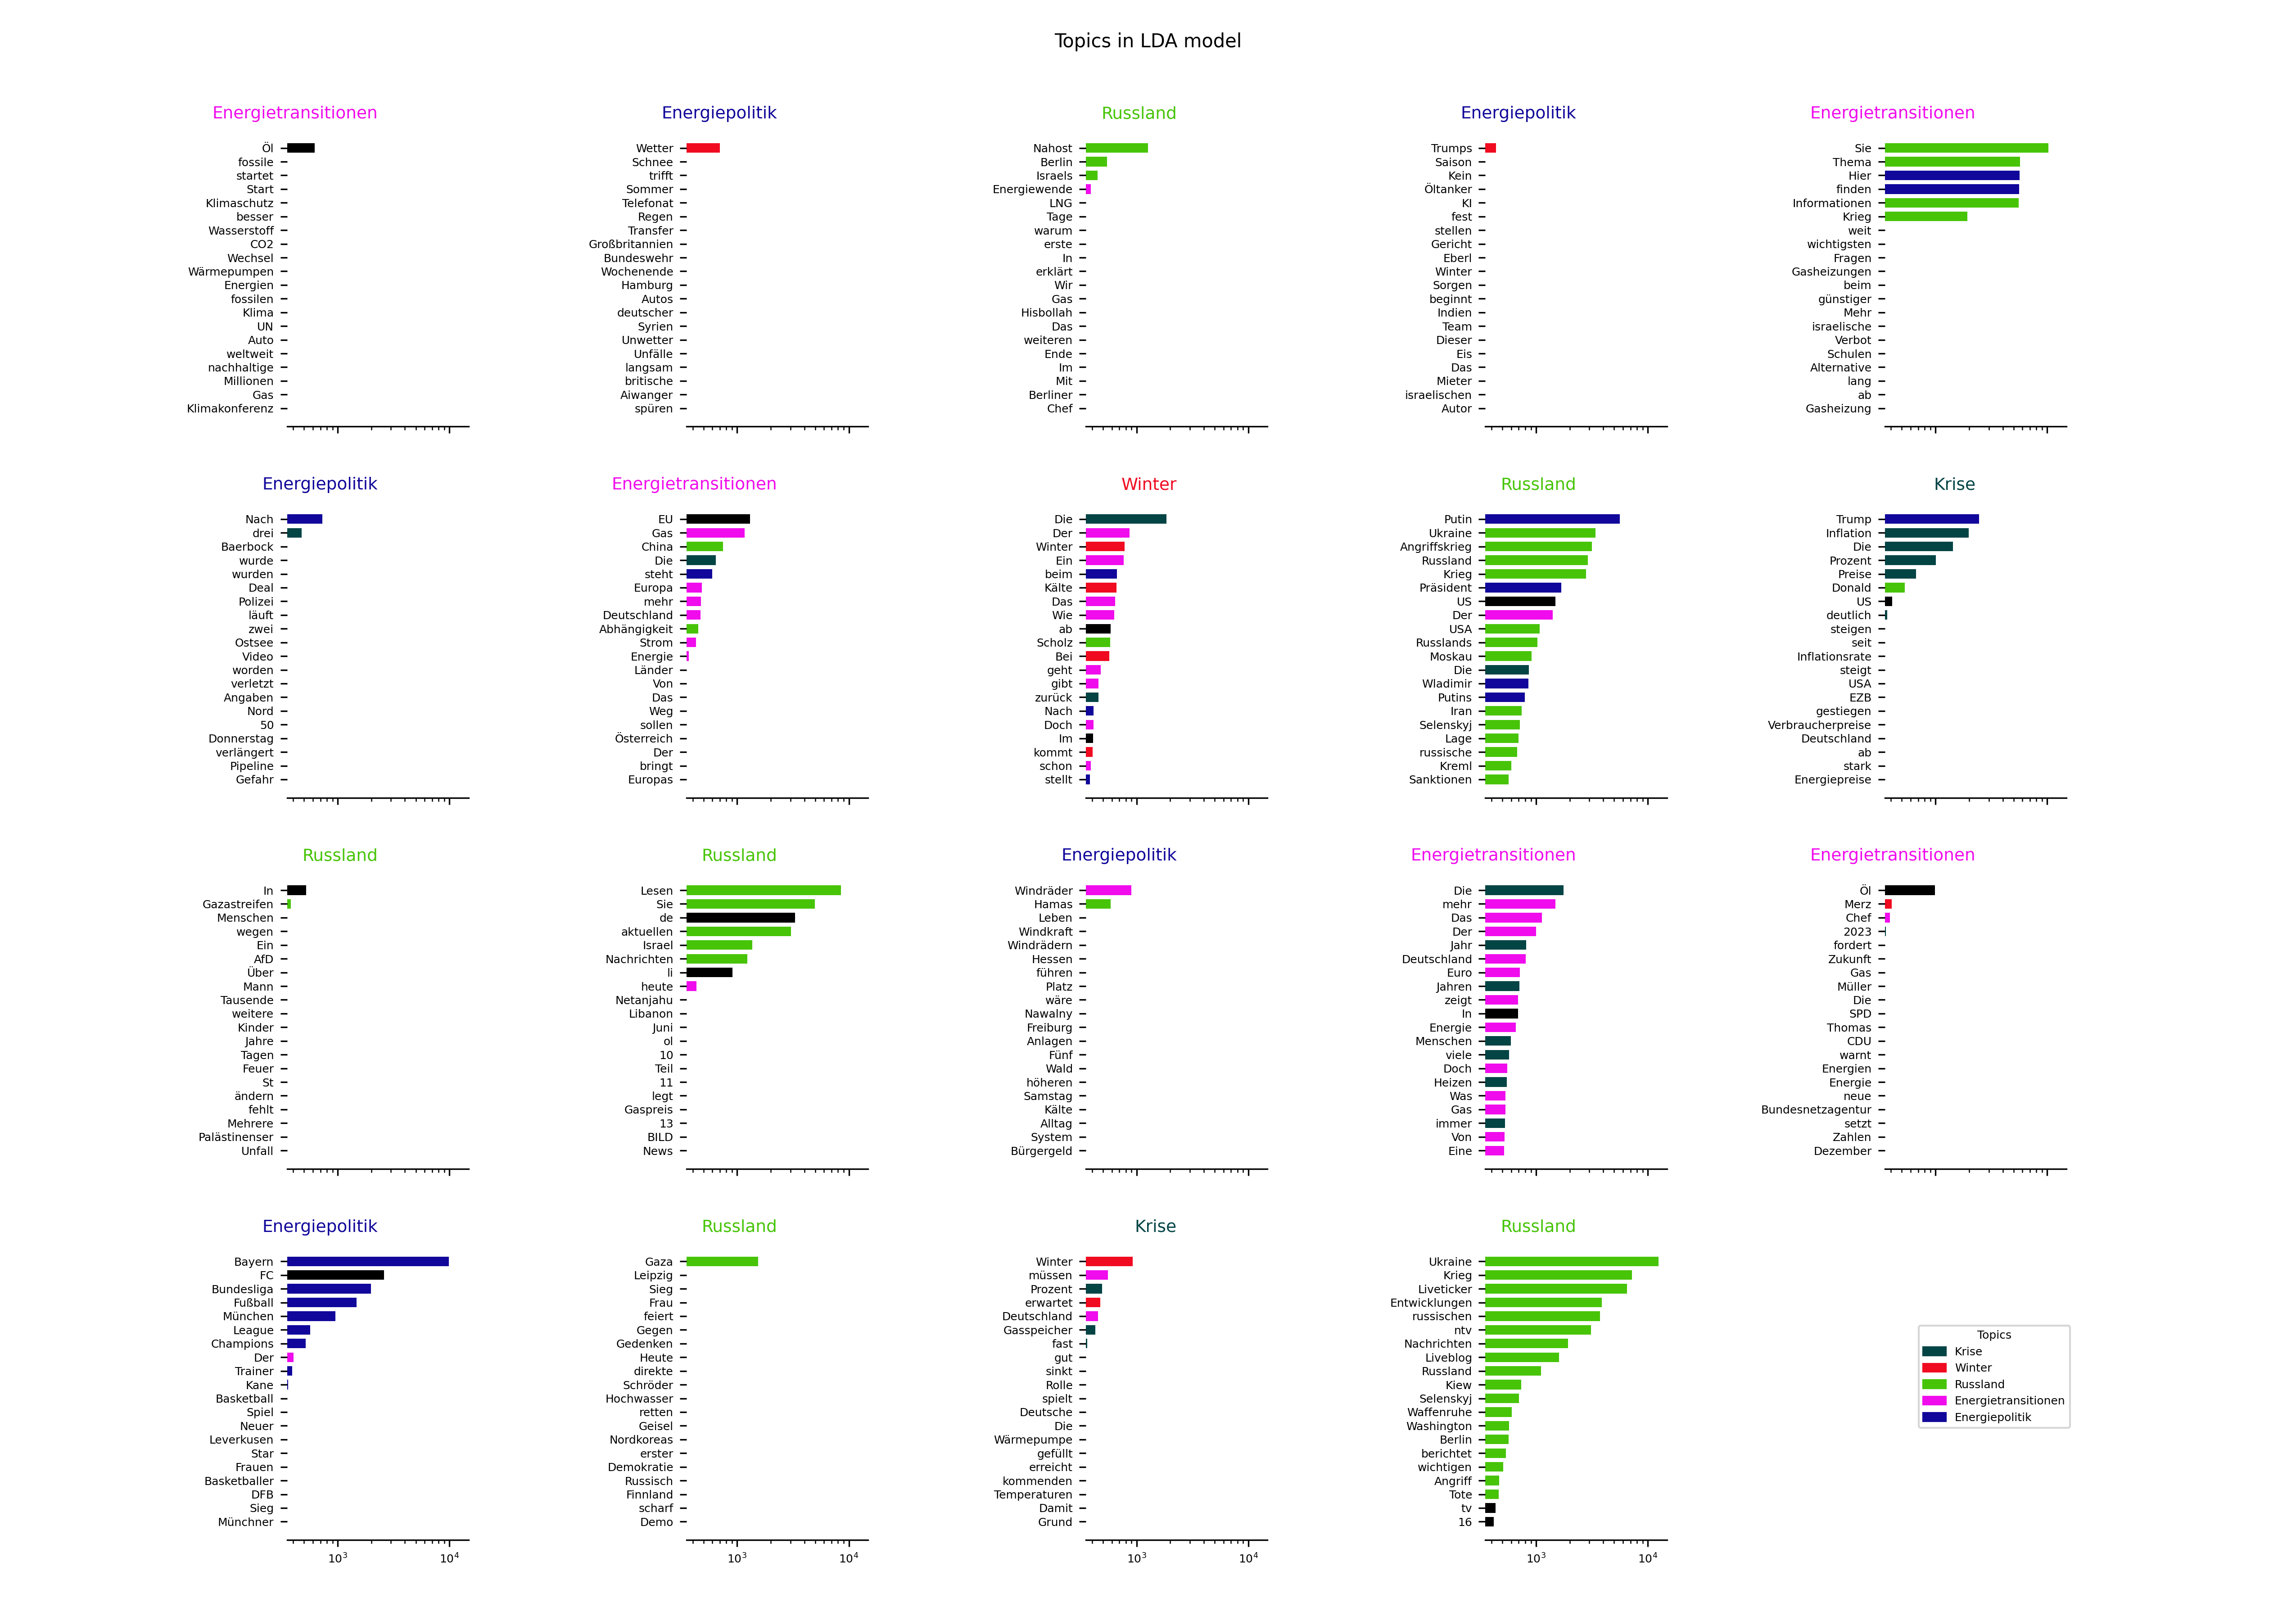 Topics in LDA model
Energietransitionen
Öl
fossile
startet
Start
Klimaschutz
besser
Wasserstoff
CO2
Wechsel
Wärmepumpen
Energien
fossilen
Klima
UN
Auto
weltweit
nachhaltige
Millionen
Gas
Klimakonferenz
Energiepolitik
Wetter
Schnee
trifft
Sommer
Telefonat
Regen
Transfer
Großbritannien
Bundeswehr
Wochenende
Hamburg
Autos
deutscher
Syrien
Unwetter
Unfälle
langsam
britische
Aiwanger
spüren
Russland
Nahost
Berlin
Israels
Energiewende
LNG
Tage
warum
erste
In
erklärt
Wir
Gas
Hisbollah
Das
weiteren
Ende
Im
Mit
Berliner
Chef
Energiepolitik
Trumps
Saison
Kein
Öltanker
KI
fest
stellen
Gericht
Eberl
Winter
Sorgen
beginnt
Indien
Team
Dieser
Eis
Das
Mieter
israelischen
Autor
Energietransitionen
Sie
Thema
Hier
finden
Informationen
Krieg
weit
wichtigsten
Fragen
Gasheizungen
beim
günstiger
Mehr
israelische
Verbot
Schulen
Alternative
lang
ab
Gasheizung
Energiepolitik
Nach
drei
Baerbock
wurde
wurden
Deal
Polizei
läuft
zwei
Ostsee
Video
worden
verletzt
Angaben
Nord
50
Donnerstag
verlängert
Pipeline
Gefahr
Energietransitionen
EU
Gas
China
Die
steht
Europa
mehr
Deutschland
Abhängigkeit
Strom
Energie
Länder
Von
Das
Weg
sollen
Österreich
Der
bringt
Europas
Winter
Die
Der
Winter
Ein
beim
Kälte
Das
Wie
ab
Scholz
Bei
geht
gibt
zurück
Nach
Doch
Im
kommt
schon
stellt
Russland
Putin
Ukraine
Angriffskrieg
Russland
Krieg
Präsident
US
Der
USA
Russlands
Moskau
Die
Wladimir
Putins
Iran
Selenskyj
Lage
russische
Kreml
Sanktionen
Krise
Trump
Inflation
Die
Prozent
Preise
Donald
US
deutlich
steigen
seit
Inflationsrate
steigt
USA
EZB
gestiegen
Verbraucherpreise
Deutschland
ab
stark
Energiepreise
Russland
In
Gazastreifen
Menschen
wegen
Ein
AfD
Über
Mann
Tausende
weitere
Kinder
Jahre
Tagen
Feuer
St
ändern
fehlt
Mehrere
Palästinenser
Unfall
Russland
Lesen
Sie
de
aktuellen
Israel
Nachrichten
li
heute
Netanjahu
Libanon
Juni
ol
10
Teil
11
legt
Gaspreis
13
BILD
News
Energiepolitik
Windräder
Hamas
Leben
Windkraft
Windrädern
Hessen
führen
Platz
wäre
Nawalny
Freiburg
Anlagen
Fünf
Wald
höheren
Samstag
Kälte
Alltag
System
Bürgergeld
Energietransitionen
Die
mehr
Das
Der
Jahr
Deutschland
Euro
Jahren
zeigt
In
Energie
Menschen
viele
Doch
Heizen
Was
Gas
immer
Von
Eine
Energietransitionen
Öl
Merz
Chef
2023
fordert
Zukunft
Gas
Müller
Die
SPD
Thomas
CDU
warnt
Energien
Energie
neue
Bundesnetzagentur
setzt
Zahlen
Dezember
Energiepolitik
Bayern
FC
Bundesliga
Fußball
München
League
Champions
Der
Trainer
Kane
Basketball
Spiel
Neuer
Leverkusen
Star
Frauen
Basketballer
DFB
Sieg
Münchner
10³ 10⁴
Russland
Gaza
Leipzig
Sieg
Frau
feiert
Gegen
Gedenken
Heute
direkte
Schröder
Hochwasser
retten
Geisel
Nordkoreas
erster
Demokratie
Russisch
Finnland
scharf
Demo
10³ 10⁴
Krise
Winter
müssen
Prozent
erwartet
Deutschland
Gasspeicher
fast
gut
sinkt
Rolle
spielt
Deutsche
Die
Wärmepumpe
gefüllt
erreicht
kommenden
Temperaturen
Damit
Grund
10³ 10⁴
Russland
Ukraine
Krieg
Liveticker
Entwicklungen
russischen
ntv
Nachrichten
Liveblog
Russland
Kiew
Selenskyj
Waffenruhe
Washington
Berlin
berichtet
wichtigen
Angriff
Tote
tv
16
10³ 10⁴
Topics
Krise
Winter
Russland
Energietransitionen
Energiepolitik